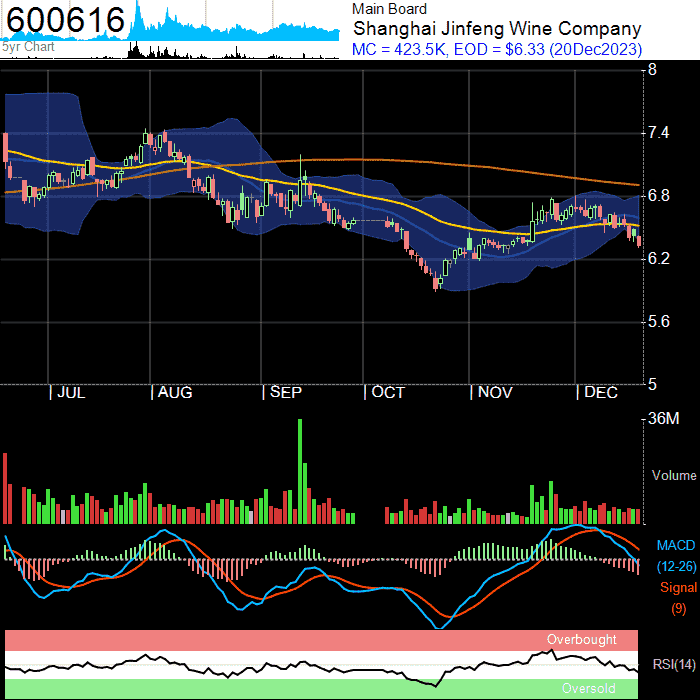 600616
5yr Chart
Main Board
Shanghai Jinfeng Wine Company
MC = 423.5K, EOD = $6.33 (20Dec2023)
8
7.4
6.8
6.2
5.6
5
| JUL | AUG | SEP | OCT | NOV | DEC
36M
Volume
MACD
(12-26)
Signal
(9)
Overbought
RSI(14)
Oversold